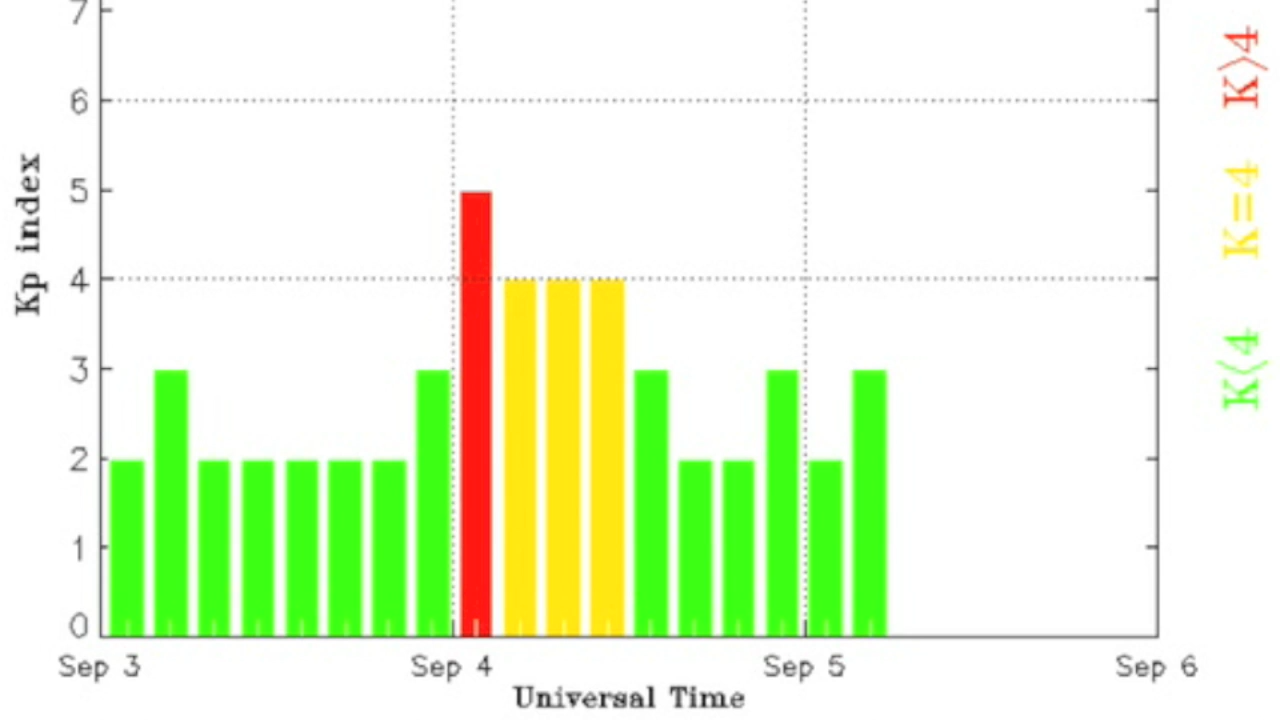 7
6
5
4
3
2
1
0
Kp index
Sep 3
Sep 4
Sep 5
Sep 6
Universal Time
K>4
K=4
K<4